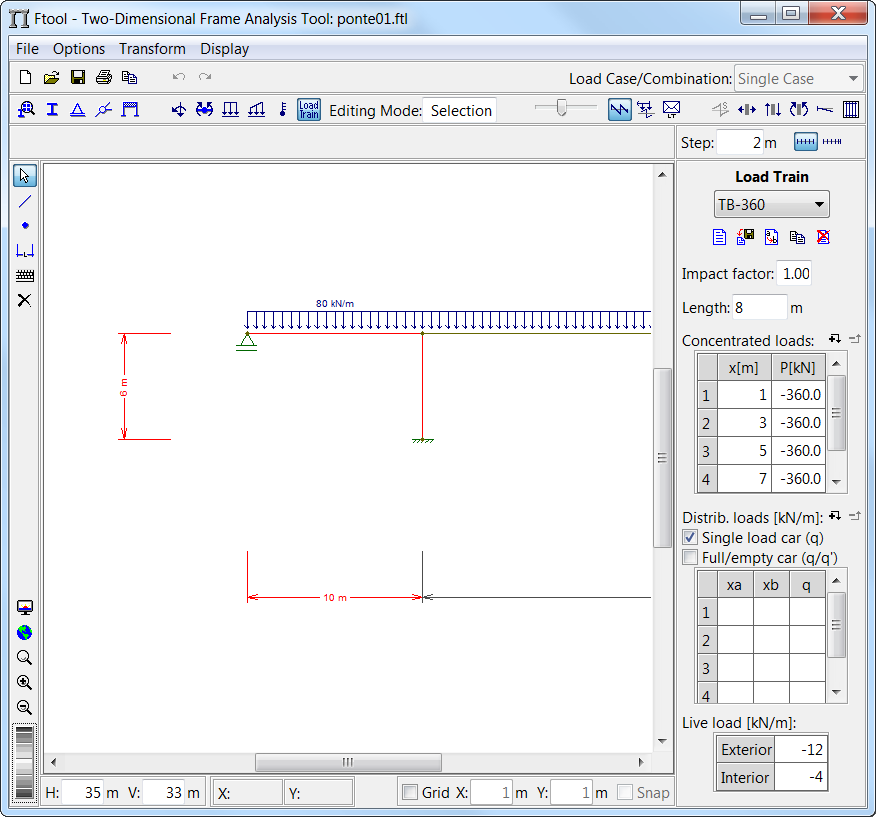 Ftool - Two-Dimensional Frame Analysis Tool: ponte01.ftl
File Options Transform Display
Load Case/Combination: Single Case
Load Train Editing Mode: Selection
Step: 2 m
Load Train
TB-360
Impact factor: 1.00
Length: 8 m
Concentrated loads:
x[m] P[kN]
1 1 -360.0
2 3 -360.0
3 5 -360.0
4 7 -360.0
Distrib. loads [kN/m]:
Single load car (q)
Full/empty car (q/q')
xa xb q
1
2
3
4
Live load [kN/m]:
Exterior -12
Interior -4
80 kN/m
6 m
10 m
H: 35 m V: 33 m X: Y: Grid X: 1 m Y: 1 m Snap